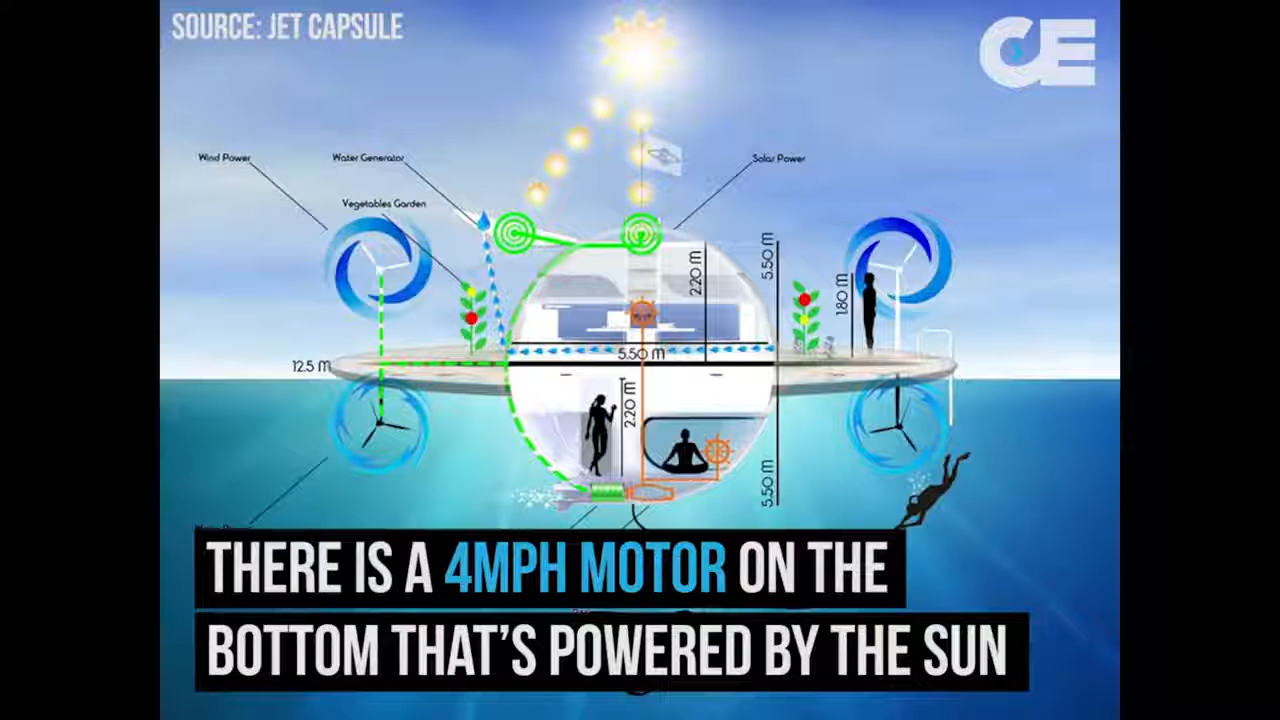 SOURCE: JET CAPSULE
CE
Wind Power
Water Generator
Solar Power
Vegetables Garden
2.20 M
5.50 M
1.80 M
5.50 M
12.5 M
2.20 M
5.50 M
THERE IS A 4MPH MOTOR ON THE
BOTTOM THAT'S POWERED BY THE SUN